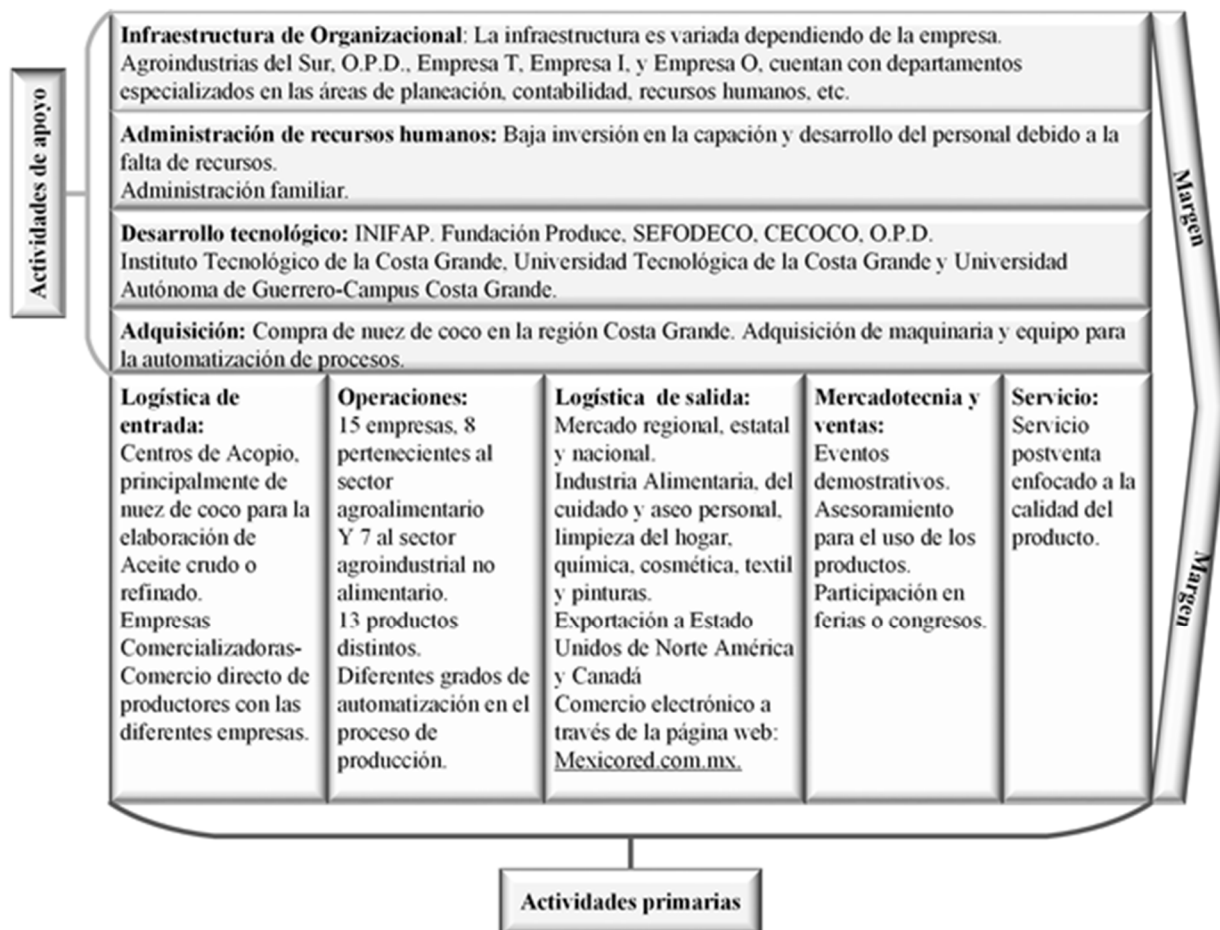 Actividades de apoyo
Infraestructura de Organizacional: La infraestructura es variada dependiendo de la empresa.
Agroindustrias del Sur, O.P.D., Empresa T, Empresa I, y Empresa O, cuentan con departamentos
especializados en las áreas de planeación, contabilidad, recursos humanos, etc.
Administración de recursos humanos: Baja inversión en la capación y desarrollo del personal debido a la
falta de recursos.
Administración familiar.
Desarrollo tecnológico: INIFAP. Fundación Produce, SEFODECO, CECOCO, O.P.D.
Instituto Tecnológico de la Costa Grande, Universidad Tecnológica de la Costa Grande y Universidad
Autónoma de Guerrero-Campus Costa Grande.
Adquisición: Compra de nuez de coco en la región Costa Grande. Adquisición de maquinaria y equipo para
la automatización de procesos.
Logística de
entrada:
Centros de Acopio,
principalmente de
nuez de coco para la
elaboración de
Aceite crudo o
refinado.
Empresas
Comercializadoras-
Comercio directo de
productores con las
diferentes empresas.
Operaciones:
15 empresas, 8
pertenecientes al
sector
agroalimentario
Y 7 al sector
agroindustrial no
alimentario.
13 productos
distintos.
Diferentes grados de
automatización en el
proceso de
producción.
Logística de salida:
Mercado regional, estatal
y nacional.
Industria Alimentaria, del
cuidado y aseo personal,
limpieza del hogar,
química, cosmética, textil
y pinturas.
Exportación a Estado
Unidos de Norte América
y Canadá
Comercio electrónico a
través de la página web:
Mexicored.com.mx.
Mercadotecnia y
ventas:
Eventos
demostrativos.
Asesoramiento
para el uso de los
productos.
Participación en
ferias o congresos.
Servicio:
Servicio
postventa
enfocado a la
calidad del
producto.
Margen
Margen
Actividades primarias